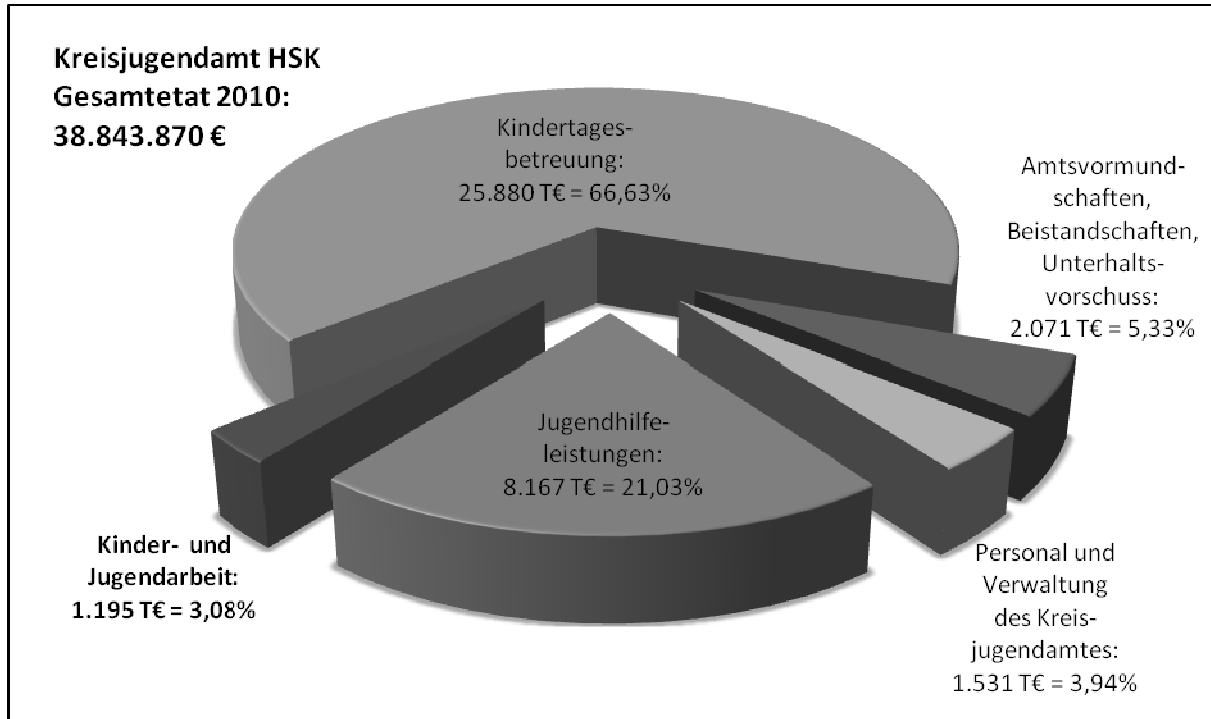 Kreisjugendamt HSK
Gesamtetat 2010:
38.843.870 €
Kindertages-
betreuung:
25.880 T€ = 66,63%
Amtsvormund-
schaften,
Beistandschaften,
Unterhalts-
vorschuss:
2.071 T€ = 5,33%
Jugendhilfe-
leistungen:
8.167 T€ = 21,03%
Kinder- und
Jugendarbeit:
1.195 T€ = 3,08%
Personal und
Verwaltung
des Kreis-
jugendamtes:
1.531 T€ = 3,94%